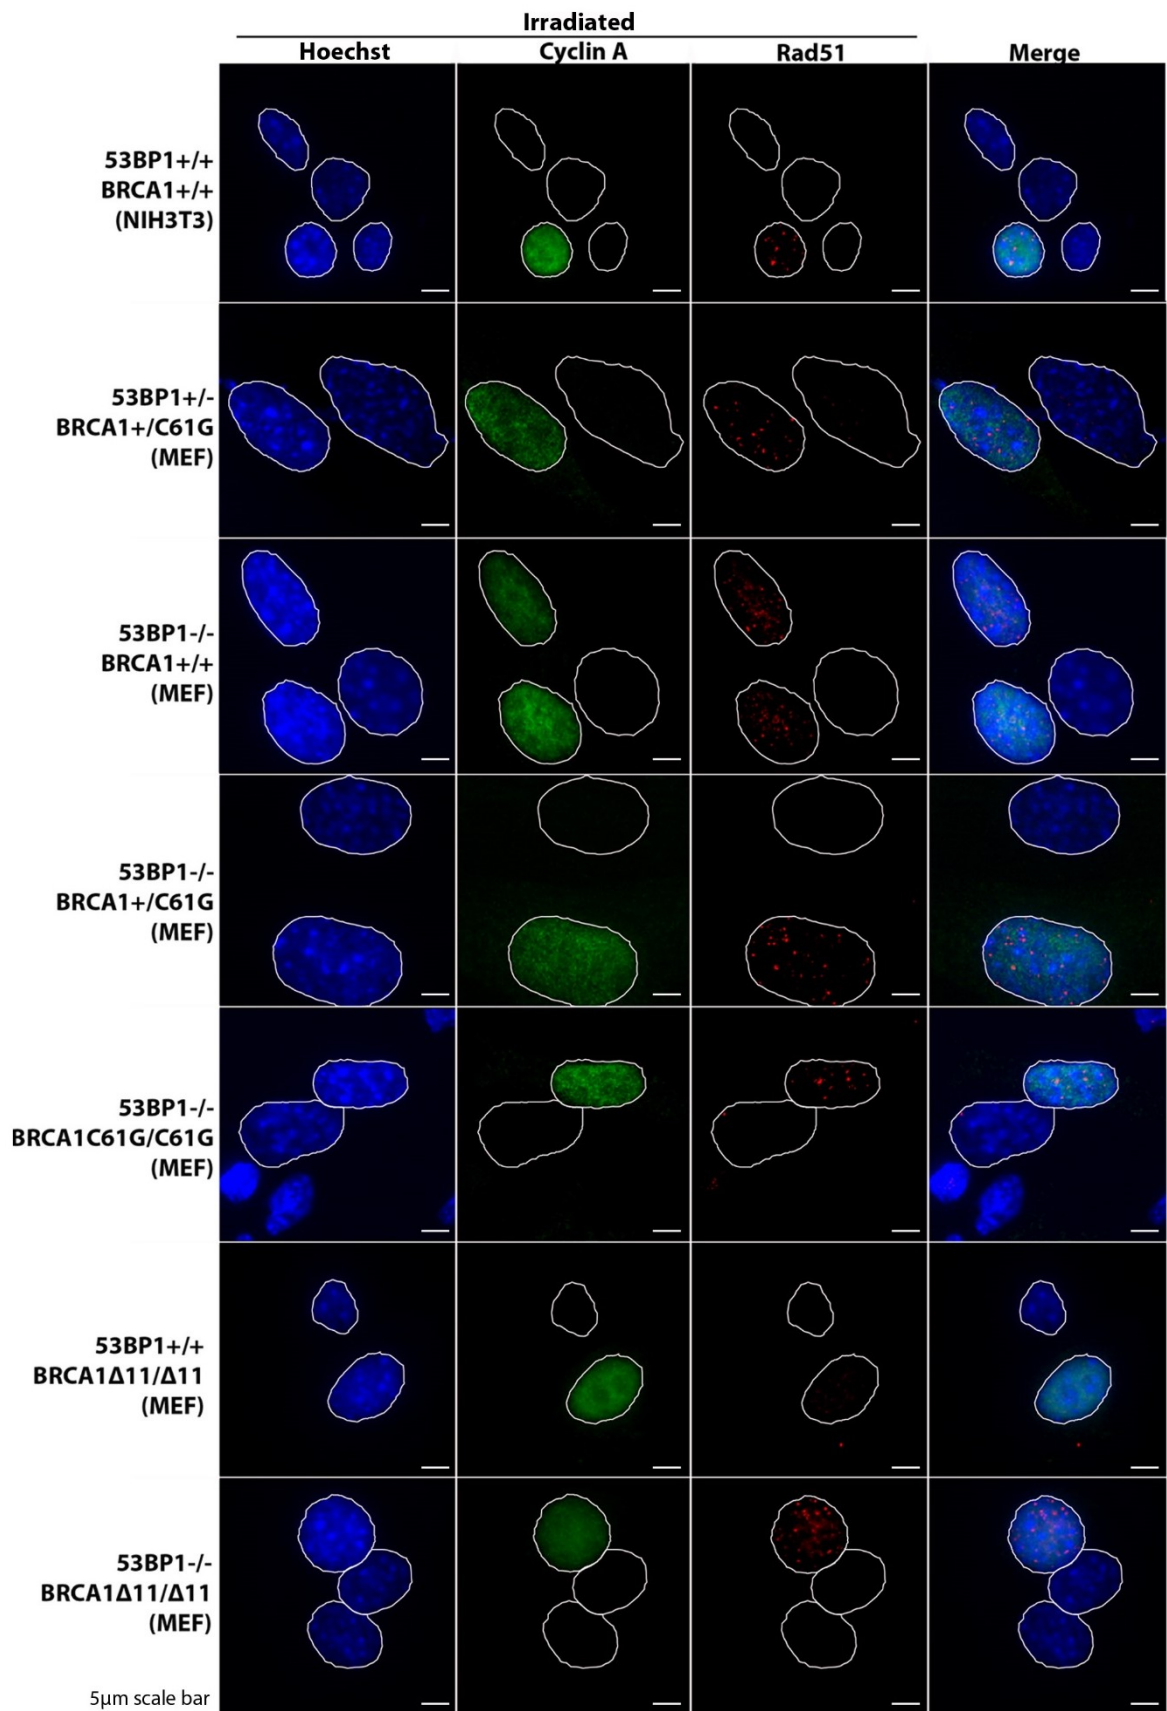 Irradiated
Hoechst Cyclin A Rad51 Merge
53BP1+/+
BRCA1+/+
(NIH3T3)
53BP1+/-
BRCA1+/C61G
(MEF)
53BP1-/-
BRCA1+/+
(MEF)
53BP1-/-
BRCA1+/C61G
(MEF)
53BP1-/-
BRCA1C61G/C61G
(MEF)
53BP1+/+
BRCA1Δ11/Δ11
(MEF)
53BP1-/-
BRCA1Δ11/Δ11
(MEF)
5μm scale bar